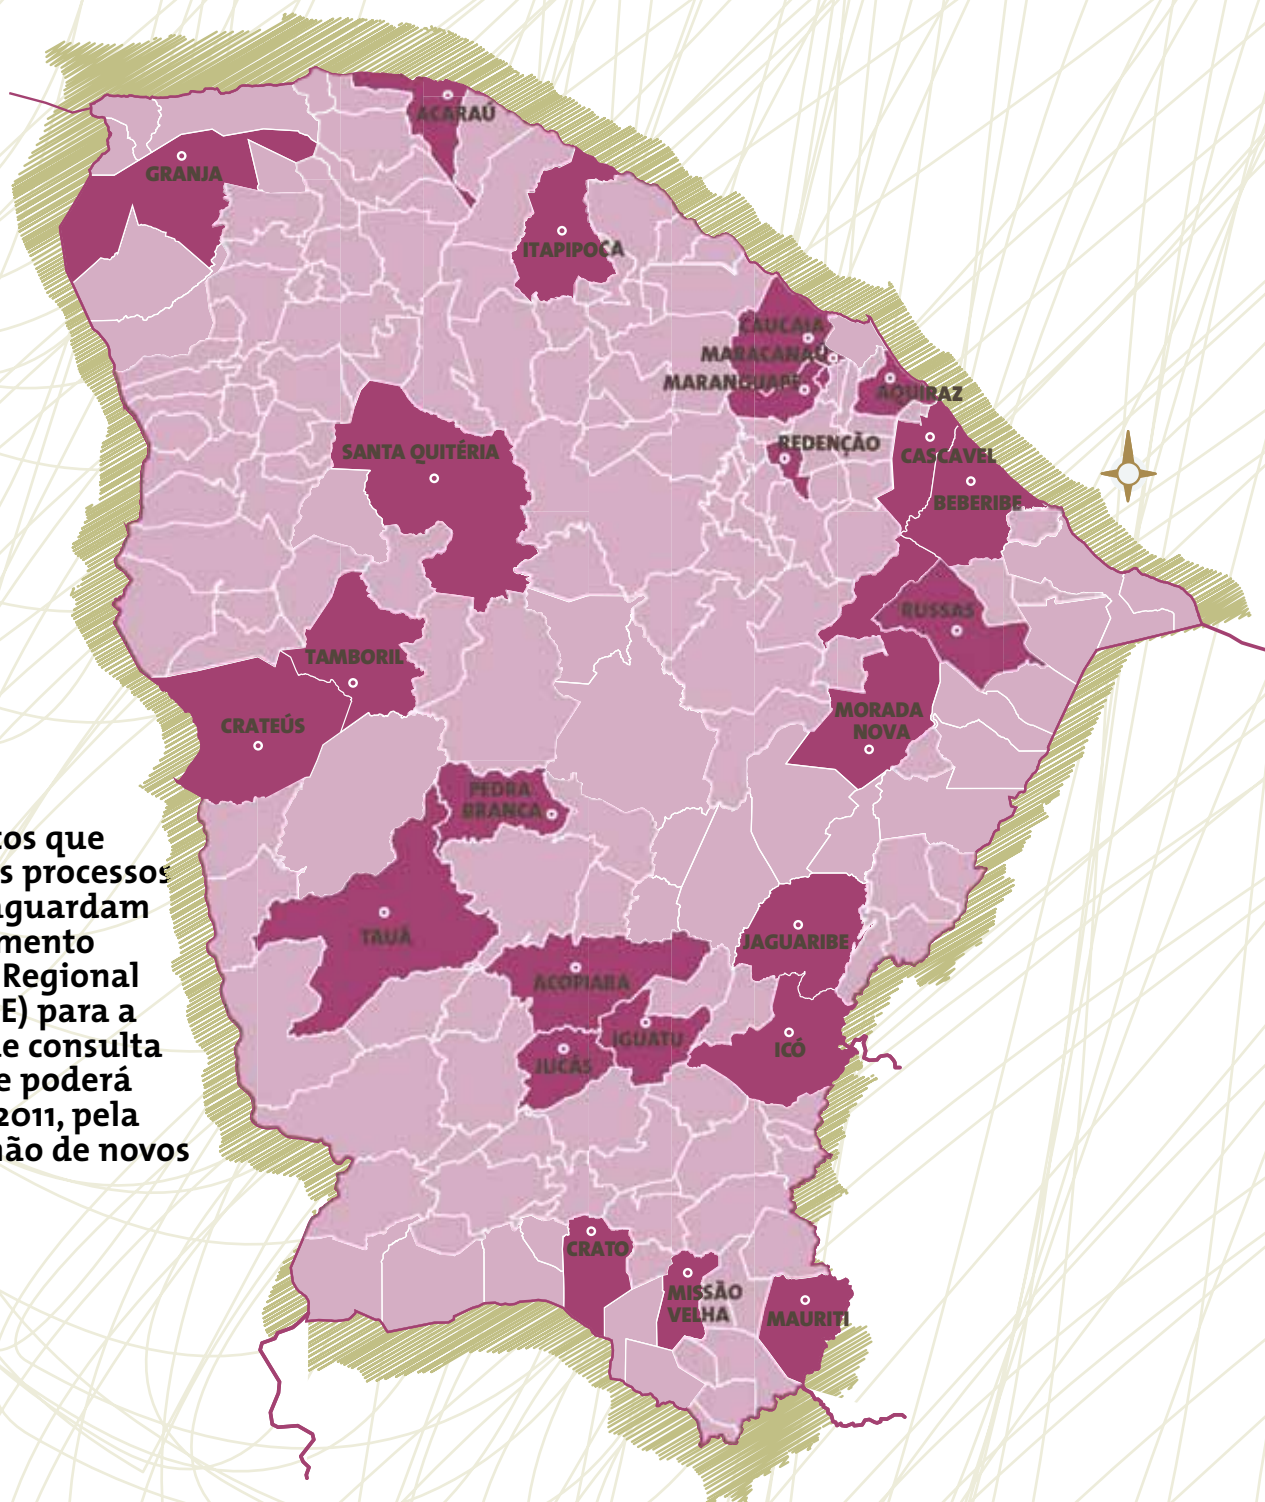 ACARAÚ
GRANJA
ITAPIPOCA
CAUCAIA
MARACANAÚ
MARANGUAPE
AQUIRAZ
REDENÇÃO
SANTA QUITÉRIA
CASCAVEL
BEBERIBE
RUSSAS
TAMBORIL
CRATEÚS
MORADA
NOVA
PEDRA
BRANCA
tos que
s processos
aguardam
mento
Regional
E) para a
de consulta
e poderá
2011, pela
não de novos
TAUÁ
JAGUARIBE
ACOPIARA
IGUATU
ICÓ
JUCÁS
CRATO
MISSÃO
VELHA
MAURITI